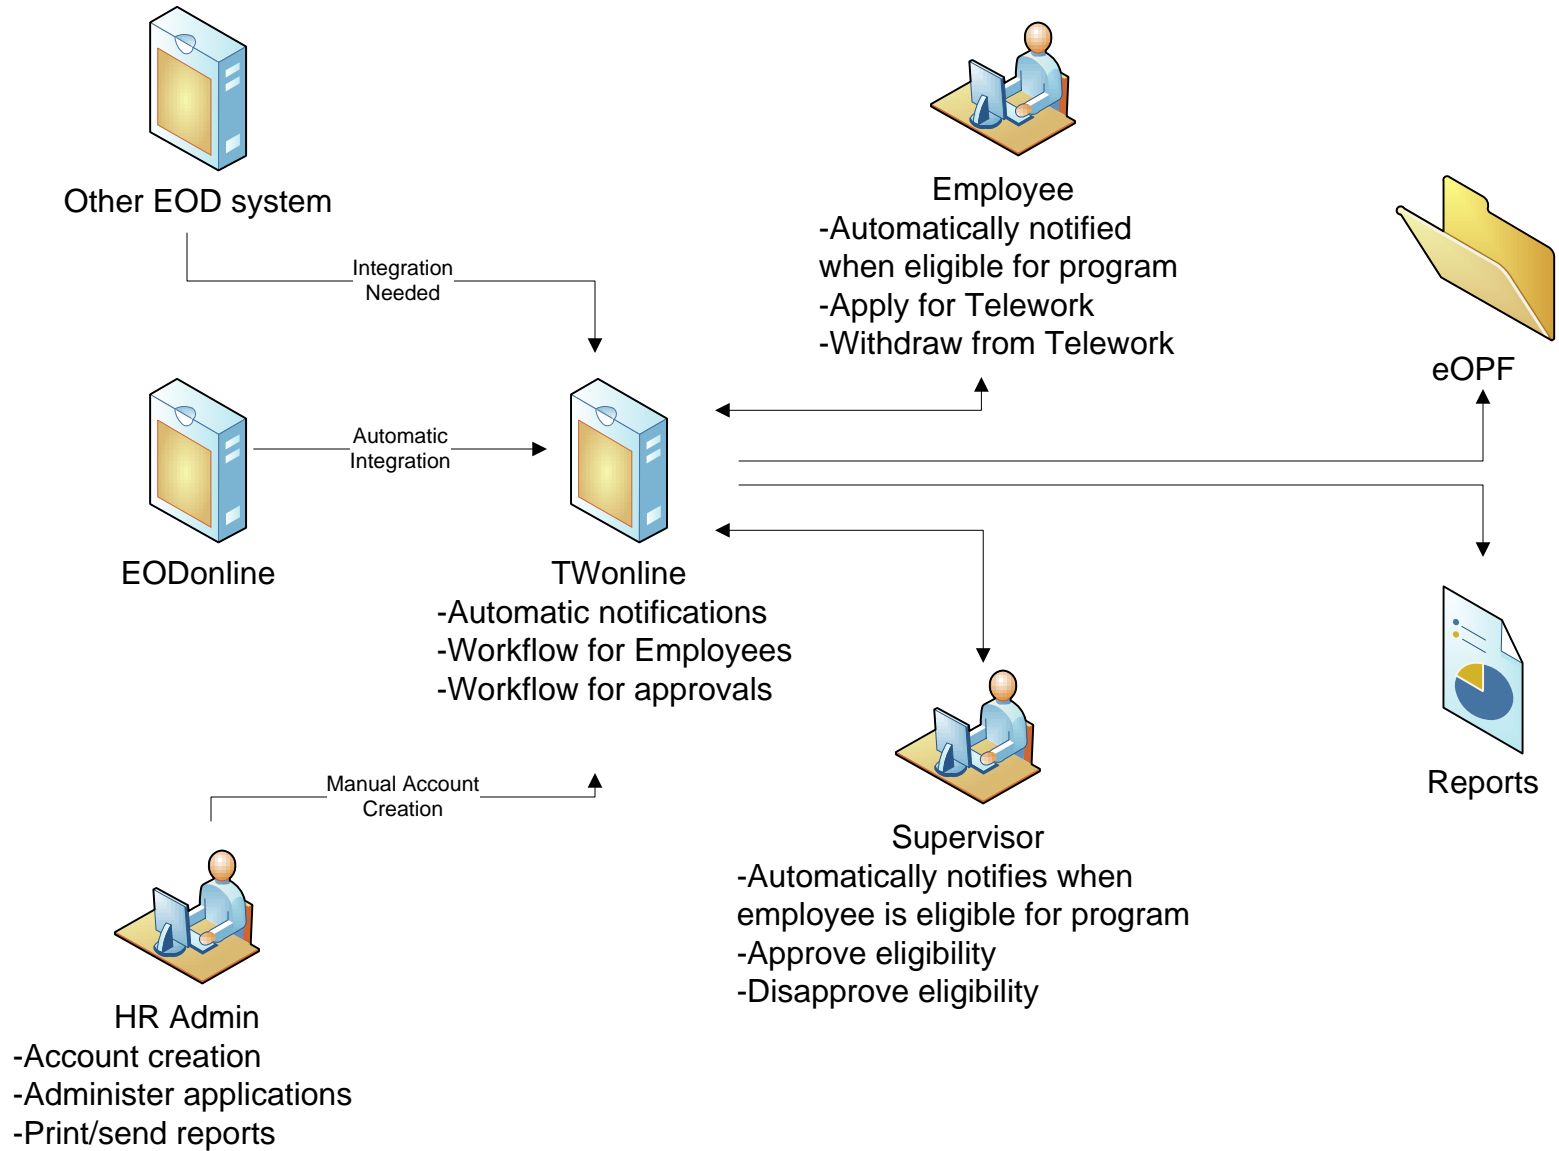 Other EOD system
Integration
Needed
Employee
-Automatically notified
when eligible for program
-Apply for Telework
-Withdraw from Telework
eOPF
Automatic
Integration
EODonline
TWonline
-Automatic notifications
-Workflow for Employees
-Workflow for approvals
Manual Account
Creation
Supervisor
-Automatically notifies when
employee is eligible for program
-Approve eligibility
-Disapprove eligibility
Reports
HR Admin
-Account creation
-Administer applications
-Print/send reports